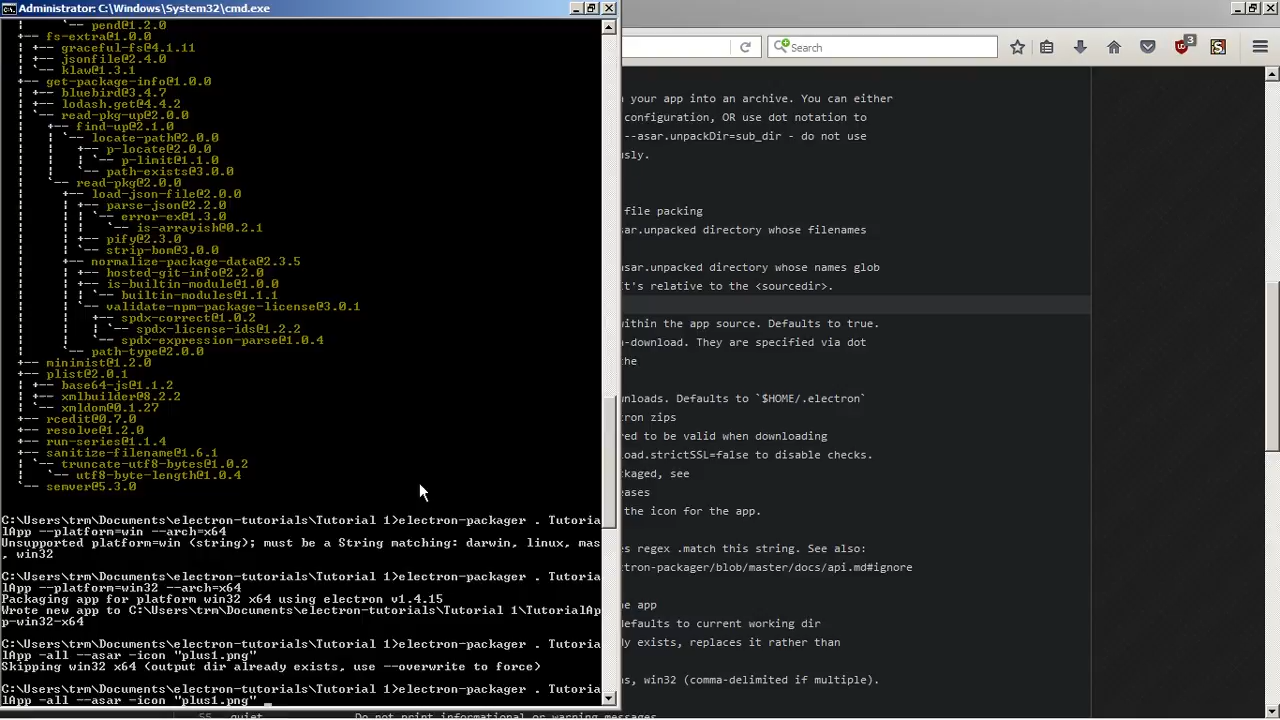 Administrator: C:\Windows\System32\cmd.exe
pend@1.2.0
fs-extra@1.0.0
graceful-fs@4.1.11
jsonfile@2.4.0
klaw@1.3.1
get-package-info@1.0.0
bluebird@3.4.7
lodash.get@4.4.2
read-pkg-up@2.0.0
find-up@2.1.0
locate-path@2.0.0
p-locate@2.0.0
p-limit@1.1.0
path-exists@3.0.0
read-pkg@2.0.0
load-json-file@2.0.0
parse-json@2.2.0
error-ex@1.3.0
is-arrayish@0.2.1
pify@2.3.0
strip-bom@3.0.0
normalize-package-data@2.3.5
hosted-git-info@2.2.0
is-builtin-module@1.0.0
builtin-modules@1.1.1
validate-npm-package-license@3.0.1
spdx-correct@1.0.2
spdx-license-ids@1.2.2
spdx-expression-parse@1.0.4
path-type@2.0.0
minimist@1.2.0
plist@2.0.1
base64-js@1.1.2
xmlbuilder@8.2.2
xmldom@0.1.27
rcedit@0.7.0
resolve@1.2.0
run-series@1.1.4
sanitize-filename@1.6.1
truncate-utf8-bytes@1.0.2
utf8-byte-length@1.0.4
semver@5.3.0
C:\Users\trm\Documents\electron-tutorials\Tutorial 1>electron-packager . Tutoria
lApp --platform=win --arch=x64
Unsupported platform=win (string); must be a String matching: darwin, linux, mas
, win32
C:\Users\trm\Documents\electron-tutorials\Tutorial 1>electron-packager . Tutoria
lApp --platform=win32 --arch=x64
Packaging app for platform win32 x64 using electron v1.4.15
Wrote new app to C:\Users\trm\Documents\electron-tutorials\Tutorial 1\TutorialAp
p-win32-x64
C:\Users\trm\Documents\electron-tutorials\Tutorial 1>electron-packager . Tutoria
lApp -all --asar -icon "plus1.png"
Skipping win32 x64 (output dir already exists, use --overwrite to force)
C:\Users\trm\Documents\electron-tutorials\Tutorial 1>electron-packager . Tutoria
lApp -all --asar -icon "plus1.png"
Search
3
your app into an archive. You can either
configuration, OR use dot notation to
--asar.unpackDir=sub_dir - do not use
usly.
file packing
sar.unpacked directory whose filenames
asar.unpacked directory whose names glob
it's relative to the <sourcedir>.
within the app source. Defaults to true.
n-download. They are specified via dot
the
nloads. Defaults to `$HOME/.electron`
tron zips
red to be valid when downloading
load.strictSSL=false to disable checks.
ckaged, see
eases
the icon for the app.
es regex .match this string. See also:
ctron-packager/blob/master/docs/api.md#ignore
he app
defaults to current working dir
dy exists, replaces it rather than
s, win32 (comma-delimited if multiple).
55 quiet Do not print informational or warning messages